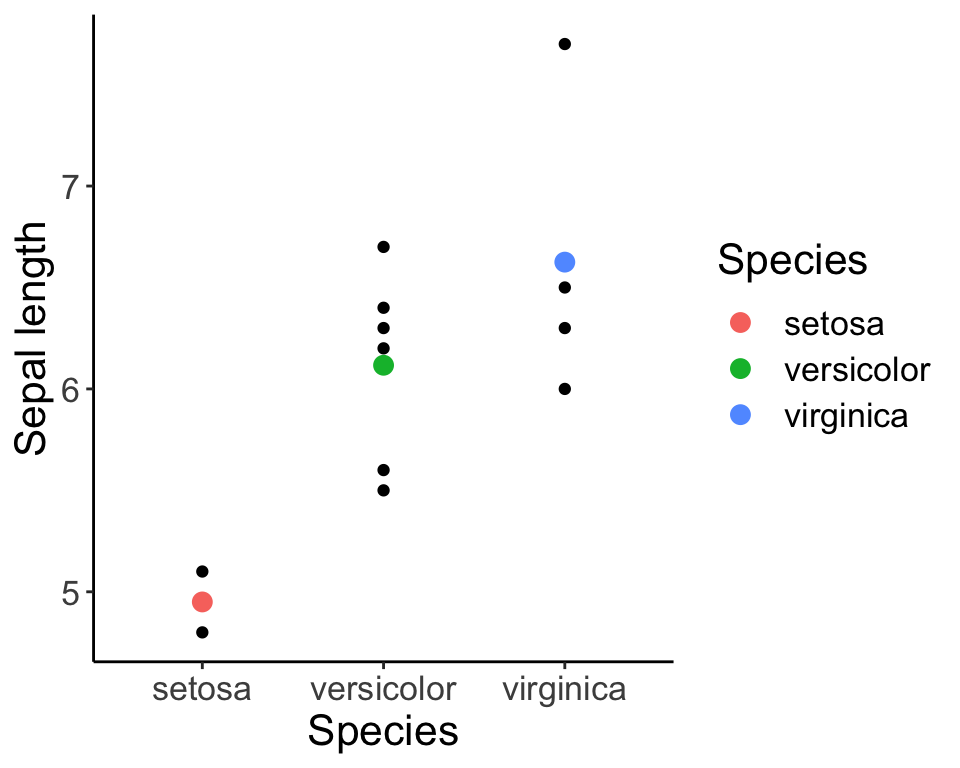 7
6
5
Sepal length
setosa versicolor virginica
Species
Species
setosa
versicolor
virginica